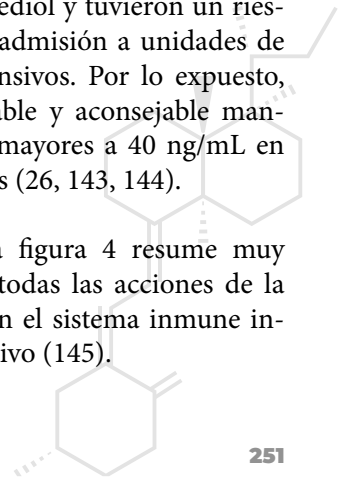 ediol y tuvieron un ries-
admisión a unidades de
nsivos. Por lo expuesto,
able y aconsejable man-
mayores a 40 ng/mL en
s (26, 143, 144).
a figura 4 resume muy
todas las acciones de la
n el sistema inmune in-
ivo (145).
251